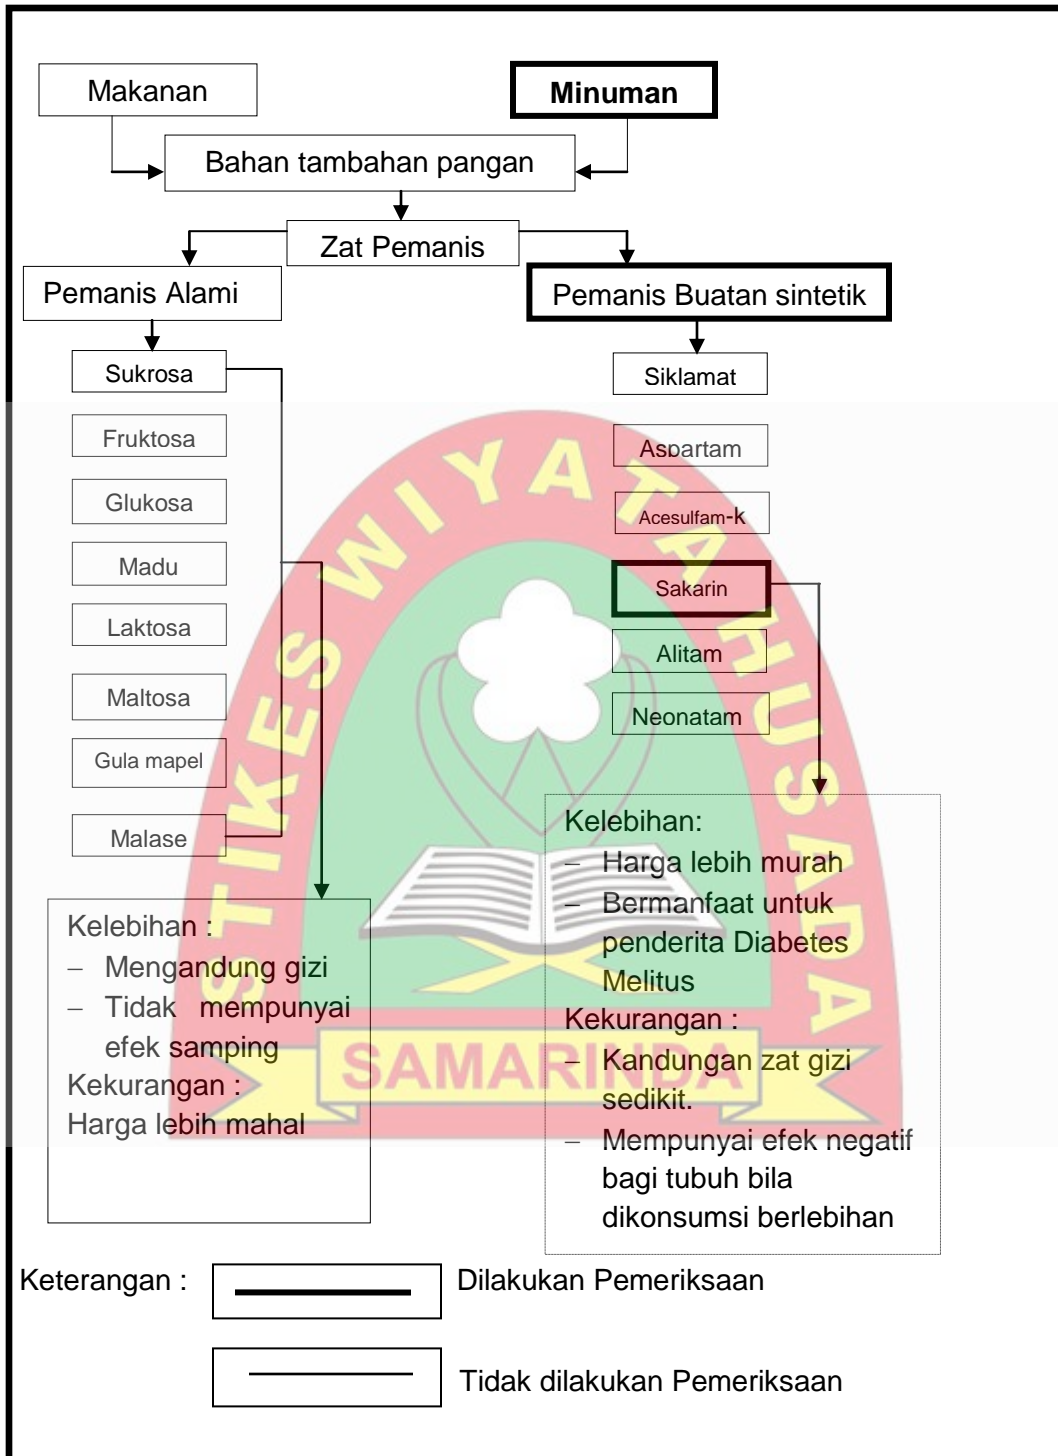 Makanan
Minuman
Bahan tambahan pangan
Zat Pemanis
Pemanis Alami
Pemanis Buatan sintetik
Sukrosa
Fruktosa
Glukosa
Madu
Laktosa
Maltosa
Gula mapel
Malase
Siklamat
Aspartam
Acesulfam-k
Sakarin
Alitam
Neonatam
Kelebihan :
– Mengandung gizi
– Tidak mempunyai
efek samping
Kekurangan :
Harga lebih mahal
Kelebihan:
– Harga lebih murah
– Bermanfaat untuk
penderita Diabetes
Melitus
Kekurangan :
– Kandungan zat gizi
sedikit.
– Mempunyai efek negatif
bagi tubuh bila
dikonsumsi berlebihan
Keterangan :
Dilakukan Pemeriksaan
Tidak dilakukan Pemeriksaan
STIKES WIYATA HUSADA
SAMARINDA